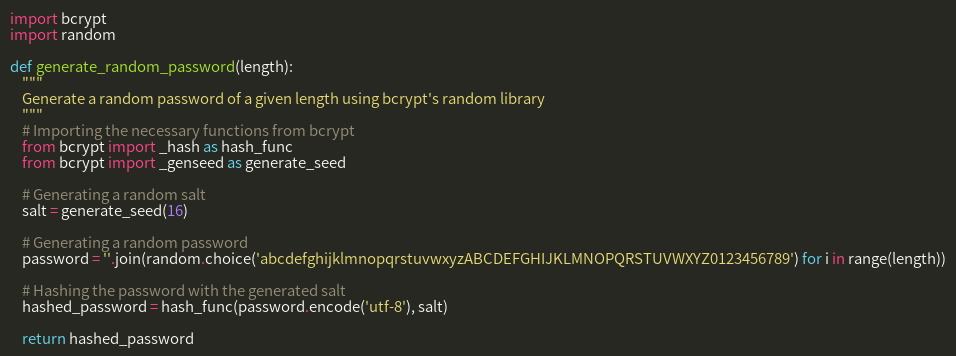 import bcrypt
import random
def generate_random_password(length):
"""
Generate a random password of a given length using bcrypt's random library
"""
# Importing the necessary functions from bcrypt
from bcrypt import _hash as hash_func
from bcrypt import _genseed as generate_seed
# Generating a random salt
salt = generate_seed(16)
# Generating a random password
password = ''.join(random.choice('abcdefghijklmnopqrstuvwxyzABCDEFGHIJKLMNOPQRSTUVWXYZ0123456789') for i in range(length))
# Hashing the password with the generated salt
hashed_password = hash_func(password.encode('utf-8'), salt)
return hashed_password